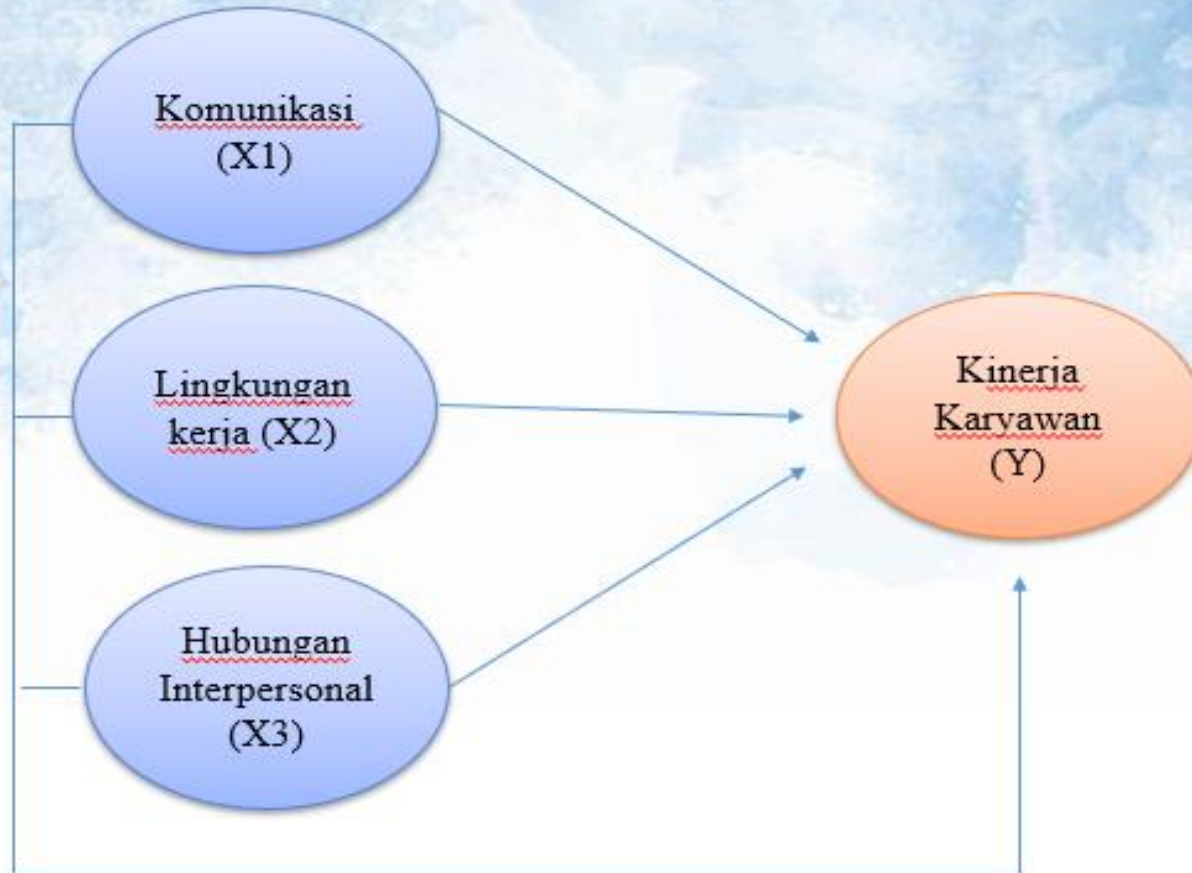 Komunikasi
(X1)
Lingkungan
kerja (X2)
Hubungan
Interpersonal
(X3)
Kinerja
Karyawan
(Y)